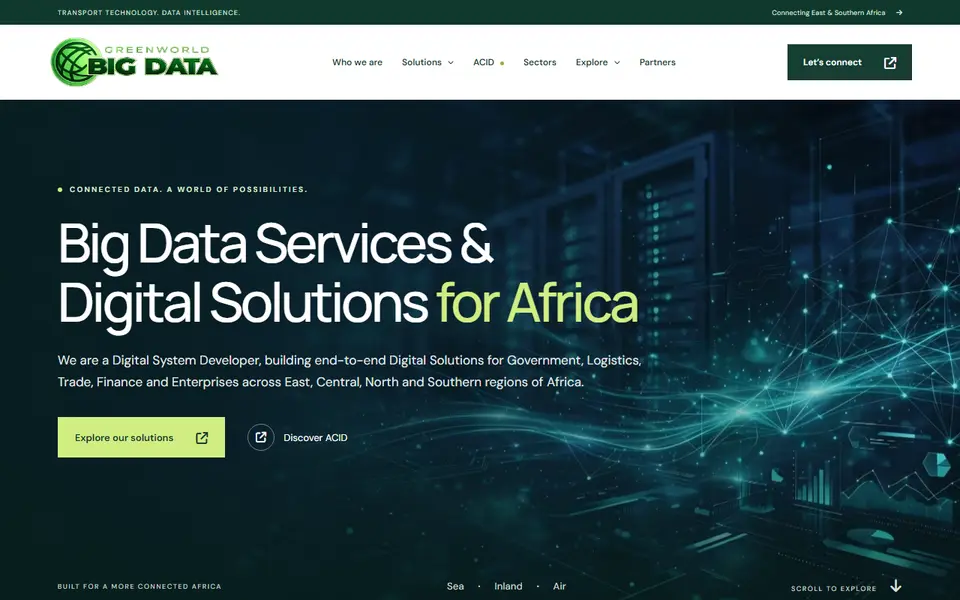 TRANSPORT TECHNOLOGY. DATA INTELLIGENCE.
Connecting East & Southern Africa
GREENWORLD
BIG DATA
Who we are
Solutions
ACID
Sectors
Explore
Partners
Let's connect
CONNECTED DATA. A WORLD OF POSSIBILITIES.
Big Data Services &
Digital Solutions for Africa
We are a Digital System Developer, building end-to-end Digital Solutions for Government, Logistics,
Trade, Finance and Enterprises across East, Central, North and Southern regions of Africa.
Explore our solutions
Discover ACID
BUILT FOR A MORE CONNECTED AFRICA
Sea · Inland · Air
SCROLL TO EXPLORE